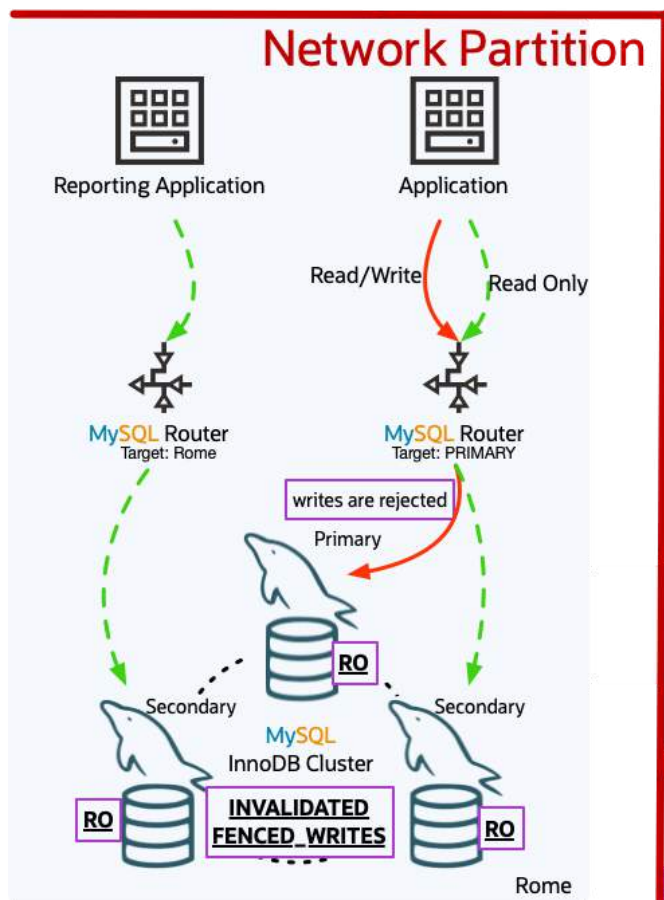 Network Partition
Reporting Application
Application
Read/Write
Read Only
MySQL Router
Target: Rome
MySQL Router
Target: PRIMARY
writes are rejected
Primary
RO
Secondary
Secondary
MySQL
InnoDB Cluster
RO
INVALIDATED
FENCED_WRITES
RO
Rome